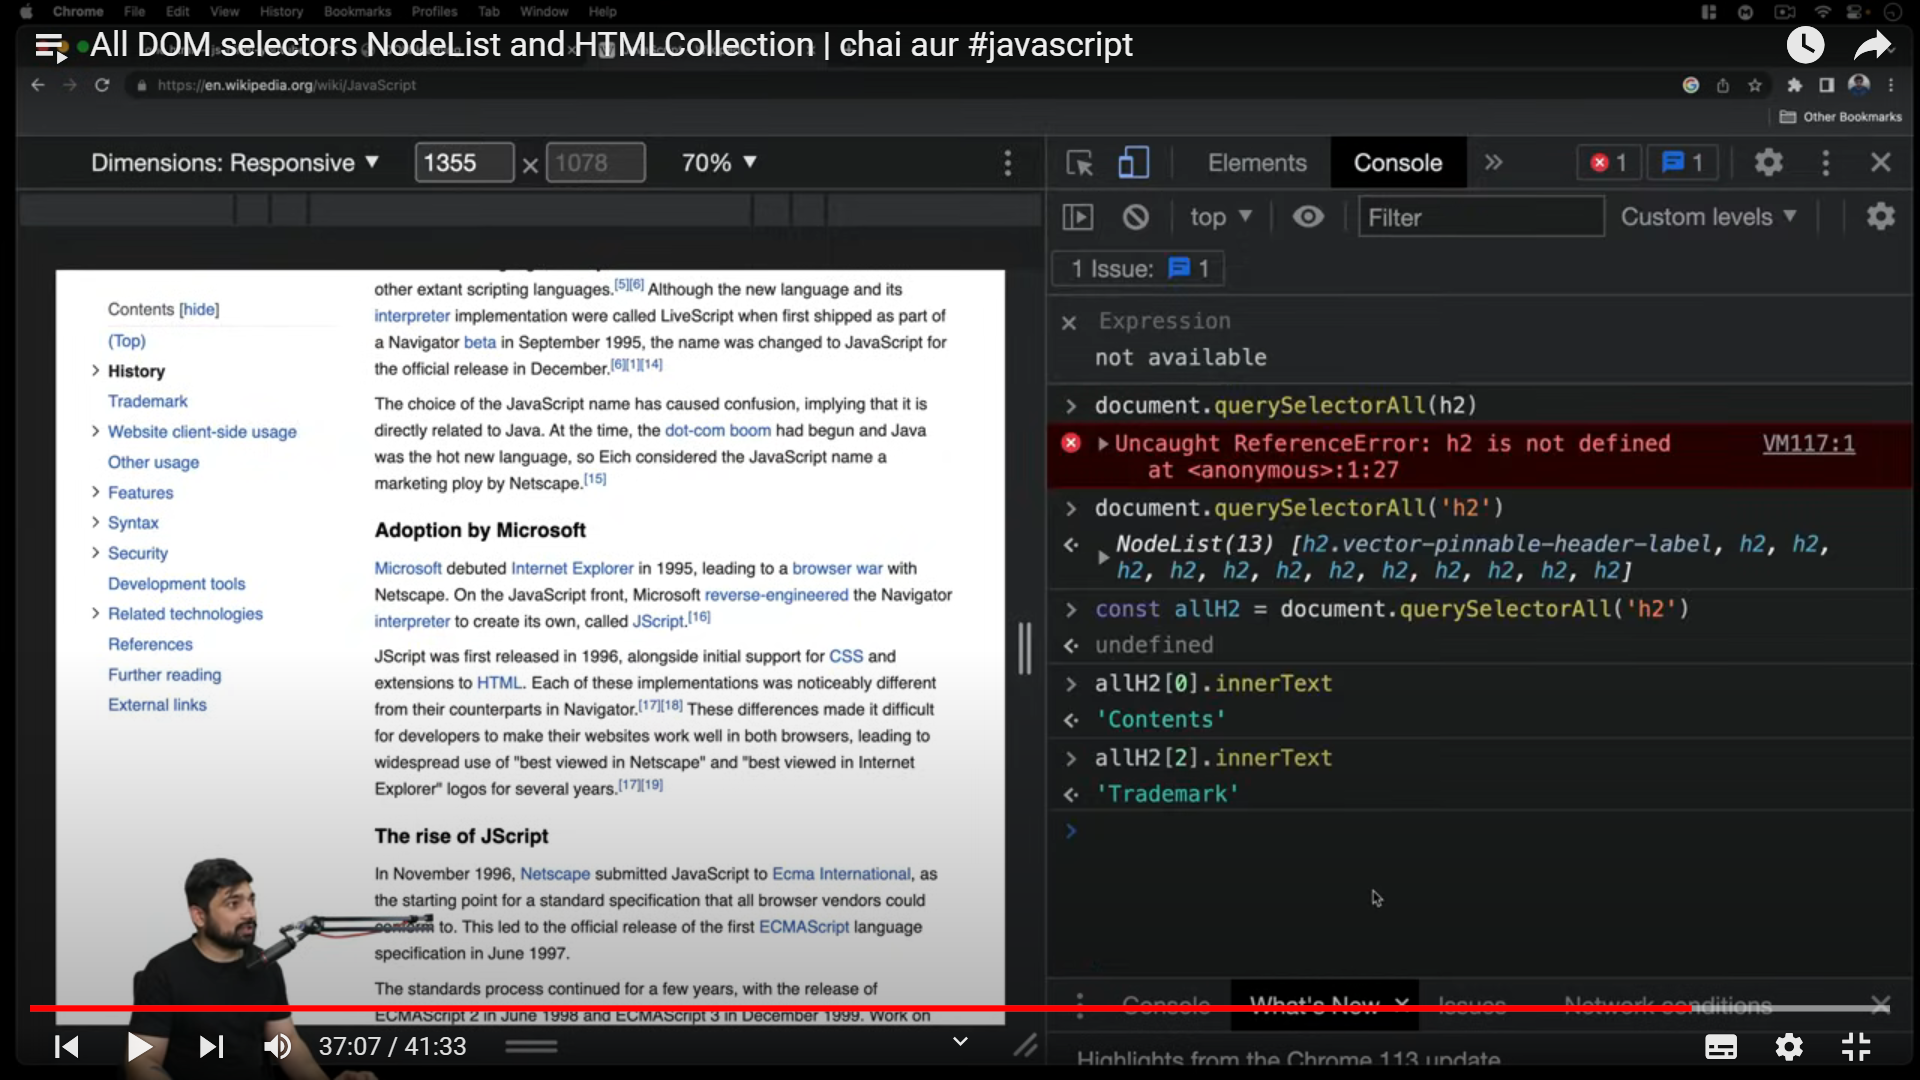 Chrome File Edit View History Bookmarks Profiles Tab Window Help
All DOM selectors NodeList and HTMLCollection | chai aur #javascript
https://en.wikipedia.org/wiki/JavaScript
Other Bookmarks
Dimensions: Responsive ▼ 1355 × 1078 70% ▼
Elements Console » 1 1
top ▼ Filter Custom levels ▼
1 Issue: 1
Contents [hide]
(Top)
History
Trademark
Website client-side usage
Other usage
Features
Syntax
Security
Development tools
Related technologies
References
Further reading
External links
other extant scripting languages.[5][6] Although the new language and its
interpreter implementation were called LiveScript when first shipped as part of
a Navigator beta in September 1995, the name was changed to JavaScript for
the official release in December.[6][1][14]
The choice of the JavaScript name has caused confusion, implying that it is
directly related to Java. At the time, the dot-com boom had begun and Java
was the hot new language, so Eich considered the JavaScript name a
marketing ploy by Netscape.[15]
Adoption by Microsoft
Microsoft debuted Internet Explorer in 1995, leading to a browser war with
Netscape. On the JavaScript front, Microsoft reverse-engineered the Navigator
interpreter to create its own, called JScript.[16]
JScript was first released in 1996, alongside initial support for CSS and
extensions to HTML. Each of these implementations was noticeably different
from their counterparts in Navigator.[17][18] These differences made it difficult
for developers to make their websites work well in both browsers, leading to
widespread use of "best viewed in Netscape" and "best viewed in Internet
Explorer" logos for several years.[17][19]
The rise of JScript
In November 1996, Netscape submitted JavaScript to Ecma International, as
the starting point for a standard specification that all browser vendors could
conform to. This led to the official release of the first ECMAScript language
specification in June 1997.
The standards process continued for a few years, with the release of
ECMAScript 2 in June 1998 and ECMAScript 3 in December 1999. Work on
Expression
not available
> document.querySelectorAll(h2)
Uncaught ReferenceError: h2 is not defined VM117:1
at <anonymous>:1:27
> document.querySelectorAll('h2')
NodeList(13) [h2.vector-pinnable-header-label, h2, h2,
h2, h2, h2, h2, h2, h2, h2, h2, h2, h2]
> const allH2 = document.querySelectorAll('h2')
undefined
> allH2[0].innerText
'Contents'
> allH2[2].innerText
'Trademark'
>
Console What's New Issues Network conditions
Highlights from the Chrome 113 update
37:07 / 41:33